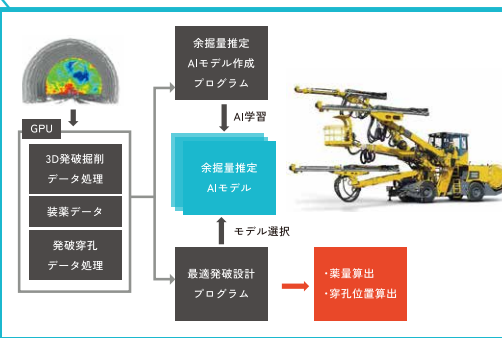 余掘量推定
AIモデル作成
プログラム
GPU
AI学習
3D発破掘削
データ処理
装薬データ
発破穿孔
データ処理
余掘量推定
AIモデル
モデル選択
最適発破設計
プログラム
・薬量算出
・穿孔位置算出